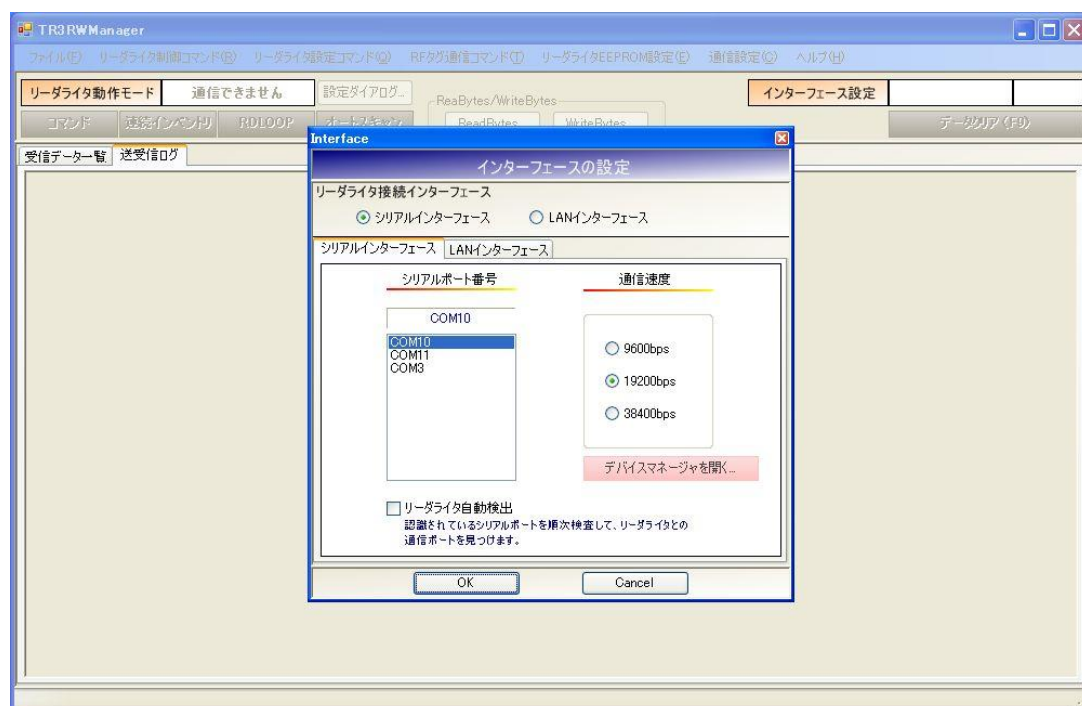 TR3RWManager
ファイル(F) リーダライタ制御コマンド(R) リーダライタ設定コマンド(Q) RFタグ通信コマンド(T) リーダライタEEPROM設定(E) 通信設定(C) ヘルプ(H)
リーダライタ動作モード 通信できません 設定ダイアログ... ReaBytes/WriteBytes インターフェース設定
コマンド 連続インベントリ RDLOOP オートスキャン ReadBytes WriteBytes データクリア(F9)
受信データ一覧 送受信ログ
Interface
インターフェースの設定
リーダライタ接続インターフェース
シリアルインターフェース LANインターフェース
シリアルインターフェース LANインターフェース
シリアルポート番号 通信速度
COM10
COM10
COM11
COM3
9600bps
19200bps
38400bps
デバイスマネージャを開く...
リーダライタ自動検出
認識されているシリアルポートを順次検査して、リーダライタとの
通信ポートを見つけます。
OK Cancel